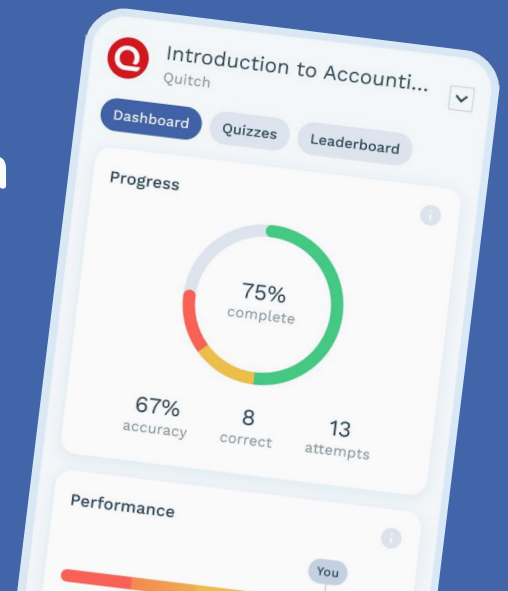 Introduction to Accounti...
Quitch
Dashboard
Quizzes
Leaderboard
Progress
75%
complete
67%
accuracy
8
correct
13
attempts
Performance
You